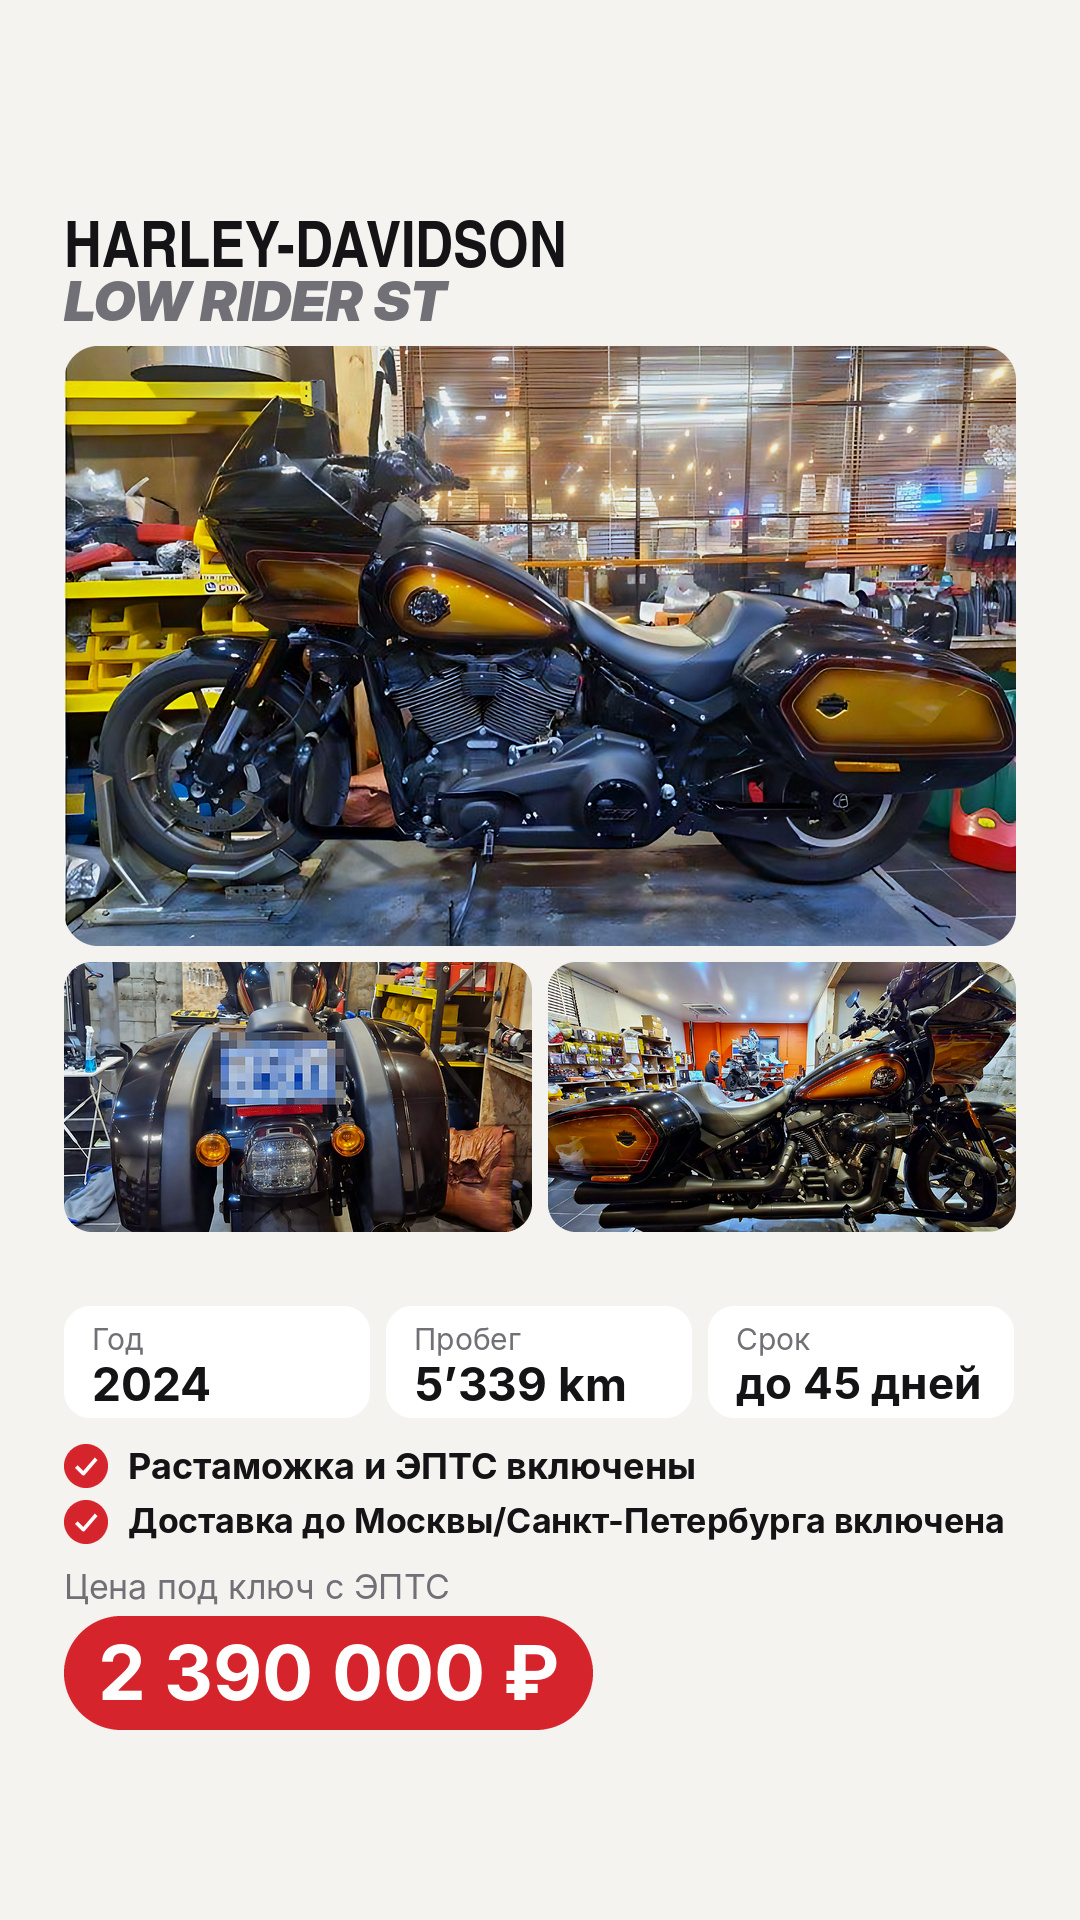 HARLEY-DAVIDSON
LOW RIDER ST
Год
2024
Пробег
5’339 km
Срок
до 45 дней
Растаможка и ЭПТС включены
Доставка до Москвы/Санкт-Петербурга включена
Цена под ключ с ЭПТС
2 390 000 ₽